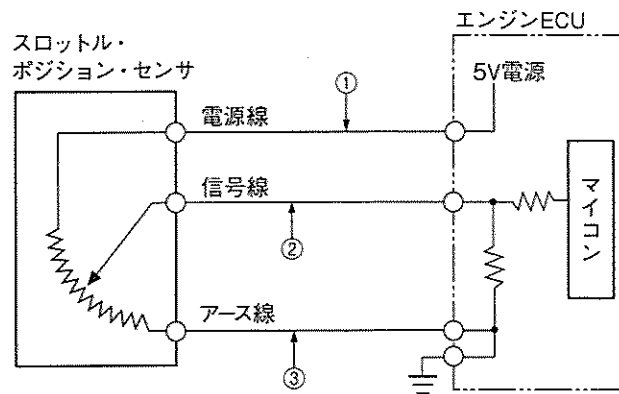 エンジンECU
スロットル・
ポジション・センサ
5V電源
①
電源線
信号線
②
マイコン
アース線
③